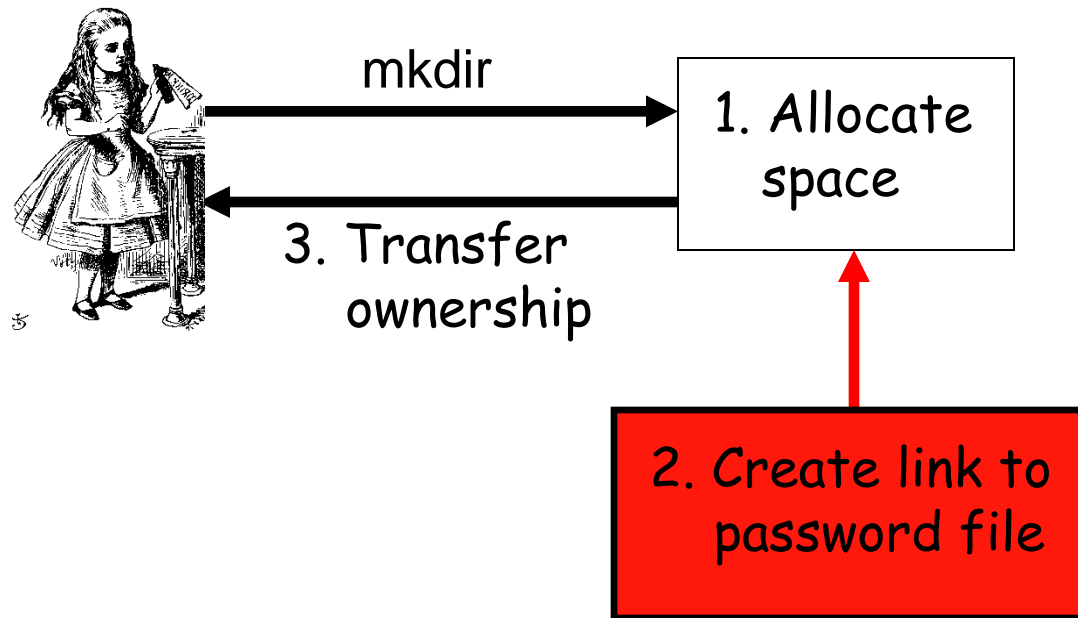 mkdir
1. Allocate
space
3. Transfer
ownership
2. Create link to
password file